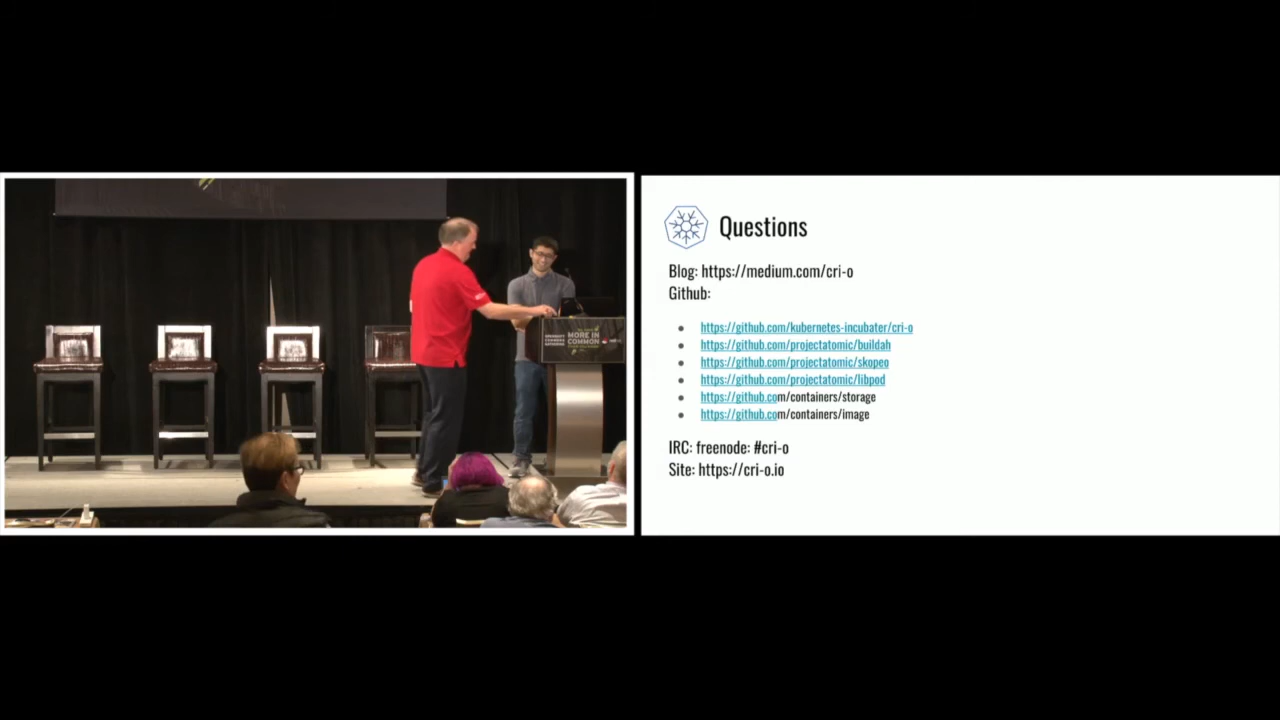 MORE IN
COMMON
Questions
Blog: https://medium.com/cri-o
Github:
https://github.com/kubernetes-incubater/cri-o
https://github.com/projectatomic/buildah
https://github.com/projectatomic/skopeo
https://github.com/projectatomic/libpod
https://github.com/containers/storage
https://github.com/containers/image
IRC: freenode: #cri-o
Site: https://cri-o.io